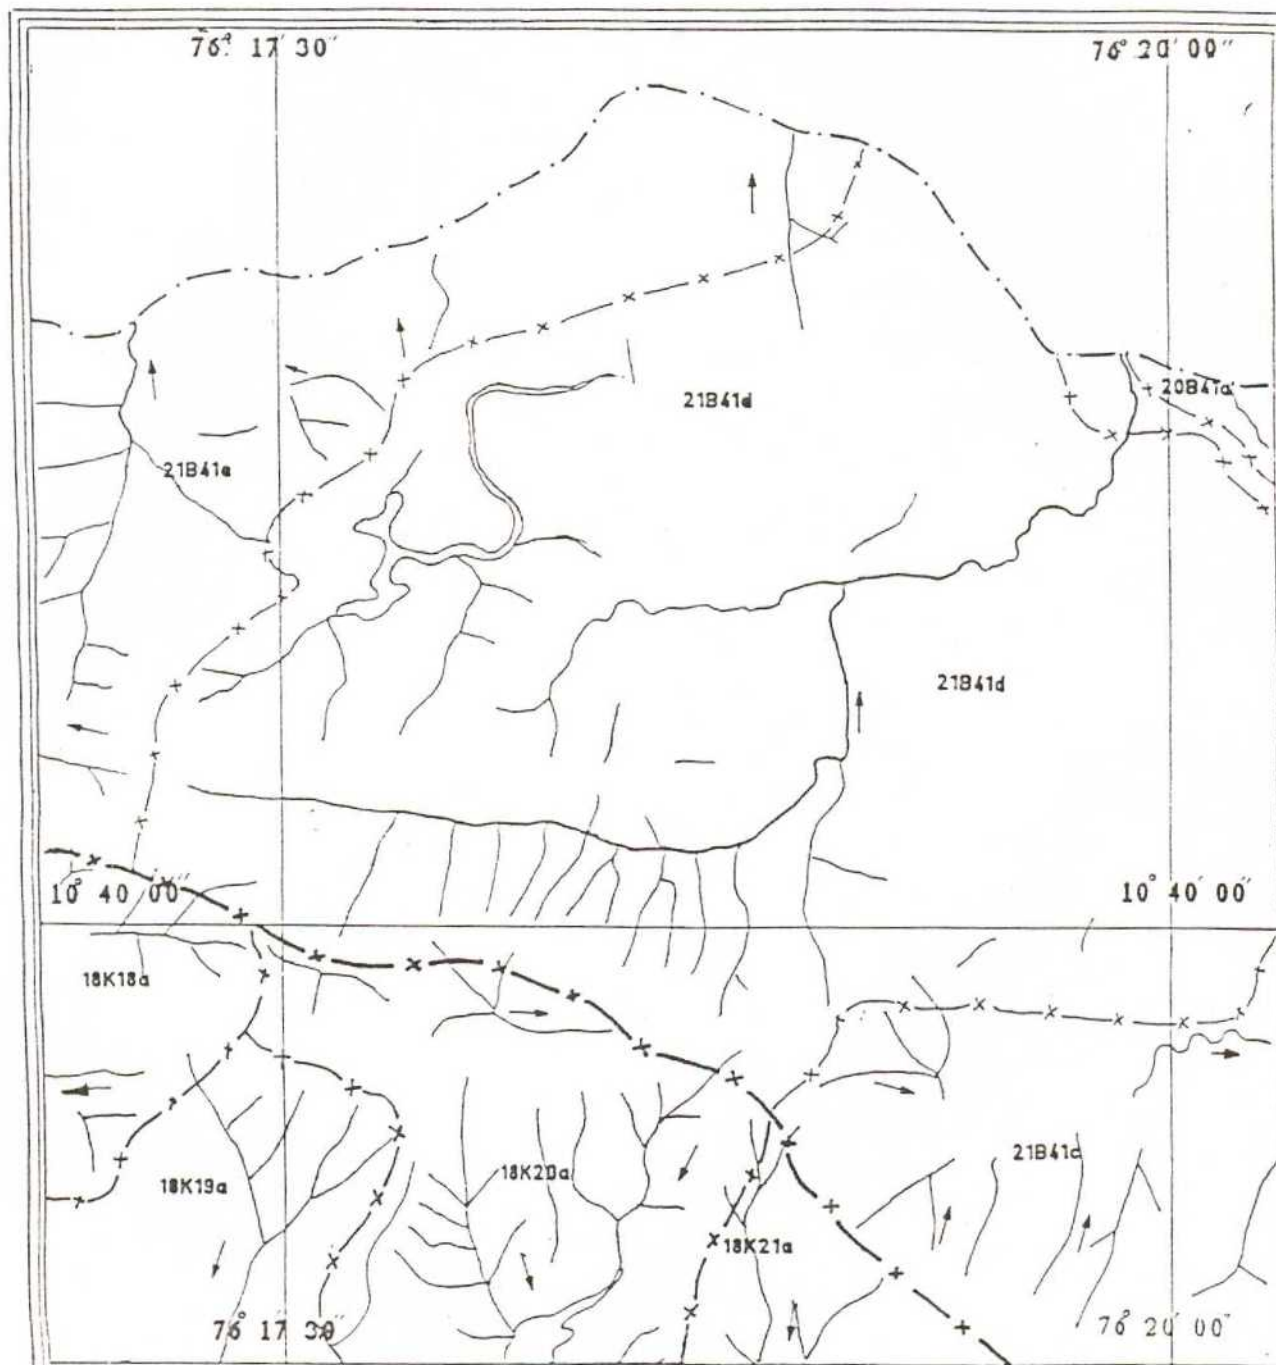 76° 17' 30" 76° 20' 00"
20B41a
21B41d
21B41e
21B41d
10° 40' 00" 10° 40' 00"
18K18a
21B41c
18K20a
18K19a
18K21a
76° 17' 30" 76° 20' 00"